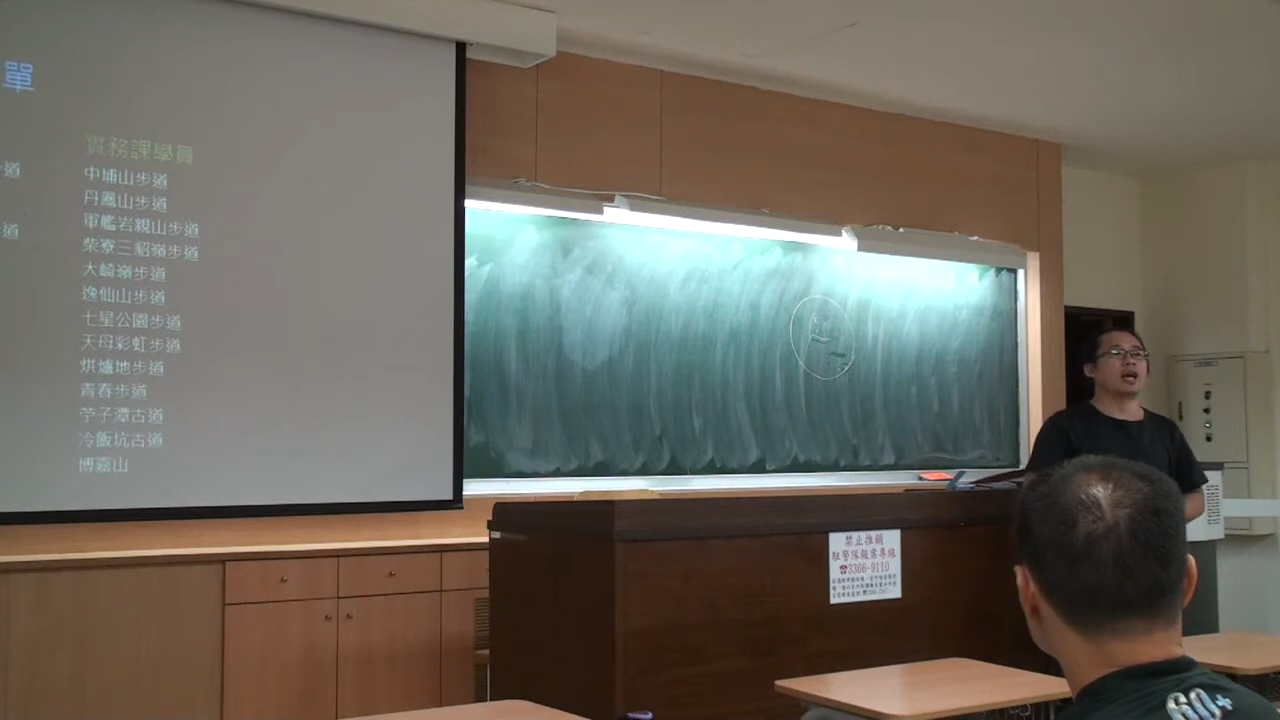 單
道
道
實務課學員
中埔山步道
丹鳳山步道
軍艦岩親山步道
柴寮三貂嶺步道
大崎嶺步道
逸仙山步道
七星公園步道
天母彩虹步道
烘爐地步道
青春步道
苧子潭古道
冷飯坑古道
博嘉山
禁止推銷
駐警隊報案專線
☎3366-9110
GO+